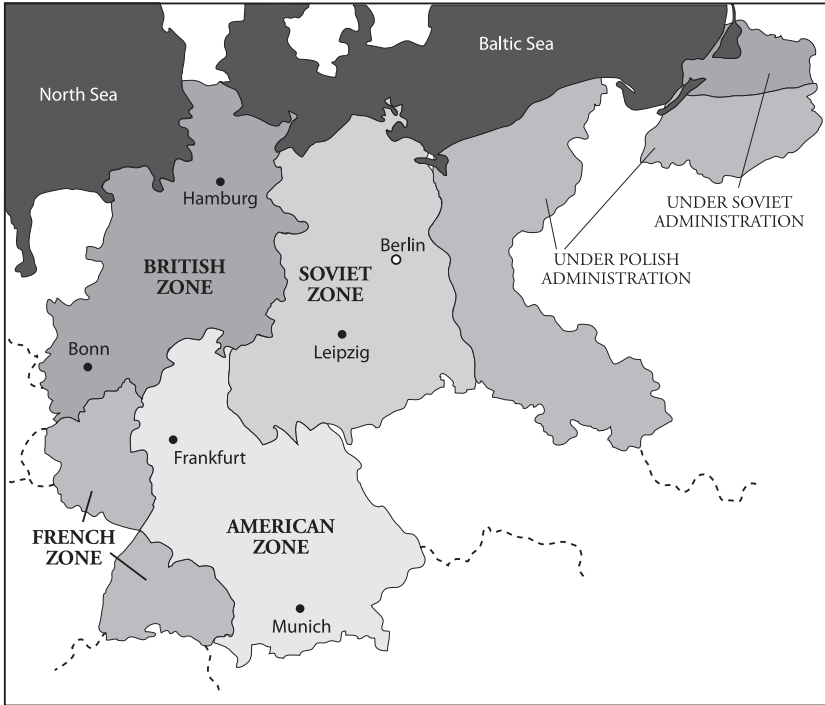 Baltic Sea
North Sea
Hamburg
UNDER SOVIET
ADMINISTRATION
Berlin
BRITISH
ZONE
SOVIET
ZONE
UNDER POLISH
ADMINISTRATION
Bonn
Leipzig
Frankfurt
FRENCH
ZONE
AMERICAN
ZONE
Munich